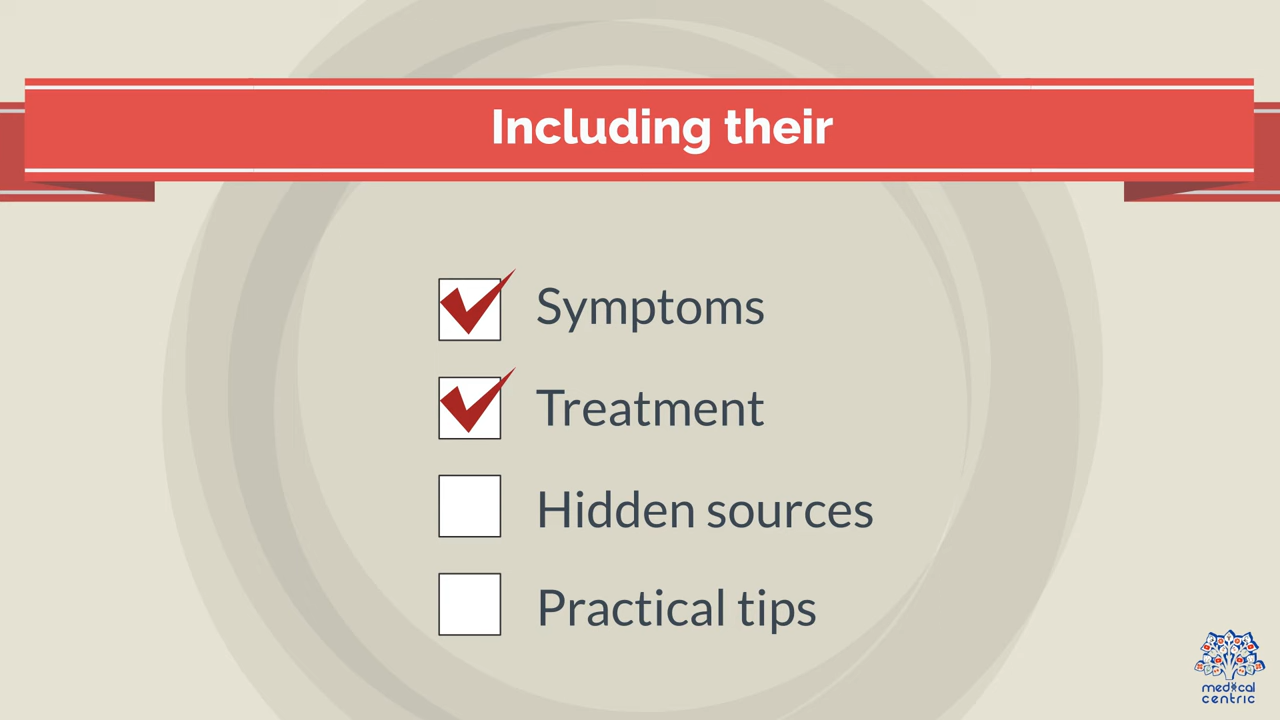 Including their
Symptoms
Treatment
Hidden sources
Practical tips
medical
centric